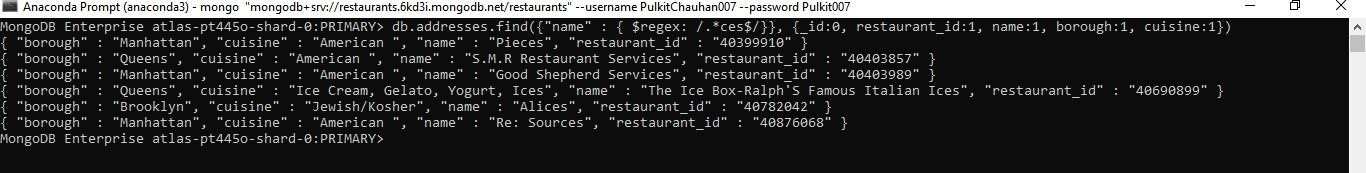 Anaconda Prompt (anaconda3) - mongo "mongodb+srv://restaurants.6kd3i.mongodb.net/restaurants" --username PulkitChauhan007 --password Pulkit007
MongoDB Enterprise atlas-pt445o-shard-0:PRIMARY> db.addresses.find({"name" : { $regex: /.*ces$/}}, {_id:0, restaurant_id:1, name:1, borough:1, cuisine:1})
{ "borough" : "Manhattan", "cuisine" : "American ", "name" : "Pieces", "restaurant_id" : "40399910" }
{ "borough" : "Queens", "cuisine" : "American ", "name" : "S.M.R Restaurant Services", "restaurant_id" : "40403857" }
{ "borough" : "Manhattan", "cuisine" : "American ", "name" : "Good Shepherd Services", "restaurant_id" : "40403989" }
{ "borough" : "Queens", "cuisine" : "Ice Cream, Gelato, Yogurt, Ices", "name" : "The Ice Box-Ralph'S Famous Italian Ices", "restaurant_id" : "40690899" }
{ "borough" : "Brooklyn", "cuisine" : "Jewish/Kosher", "name" : "Alices", "restaurant_id" : "40782042" }
{ "borough" : "Manhattan", "cuisine" : "American ", "name" : "Re: Sources", "restaurant_id" : "40876068" }
MongoDB Enterprise atlas-pt445o-shard-0:PRIMARY>